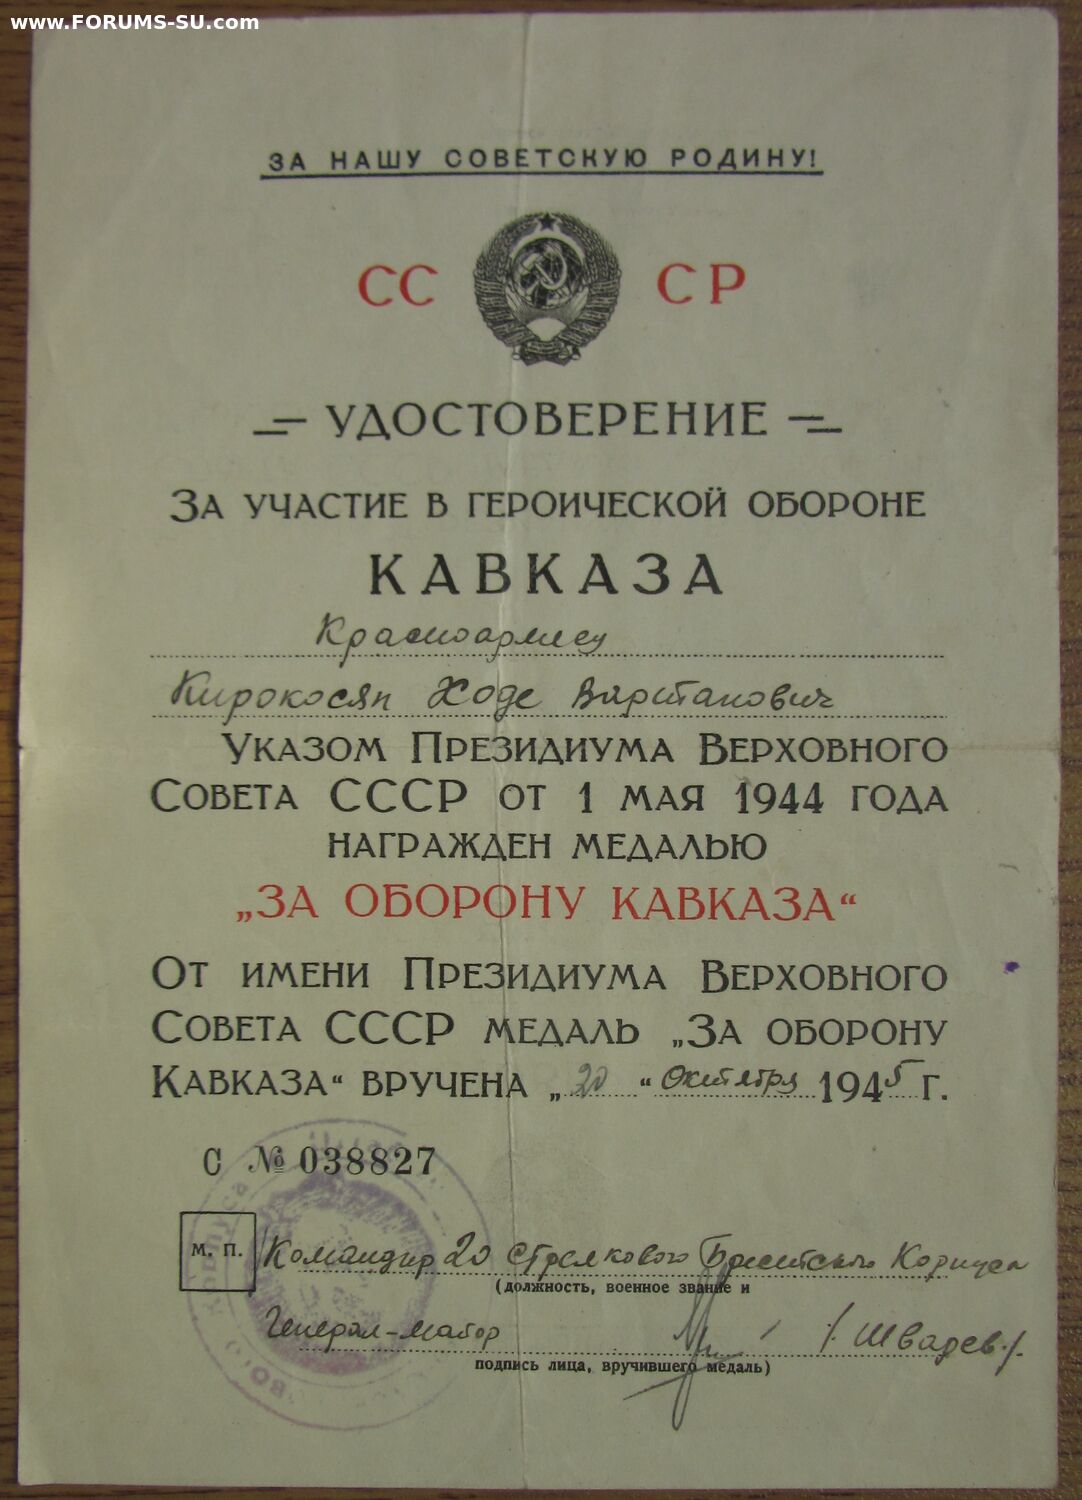 www.FORUMS-SU.com
ЗА НАШУ СОВЕТСКУЮ РОДИНУ!
СС СР
УДОСТОВЕРЕНИЕ
ЗА УЧАСТИЕ В ГЕРОИЧЕСКОЙ ОБОРОНЕ
КАВКАЗА
Красноармейцу
Кирокосян Ходе Вартанович
УКАЗОМ ПРЕЗИДИУМА ВЕРХОВНОГО
СОВЕТА СССР ОТ 1 МАЯ 1944 ГОДА
НАГРАЖДЕН МЕДАЛЬЮ
„ЗА ОБОРОНУ КАВКАЗА“
ОТ ИМЕНИ ПРЕЗИДИУМА ВЕРХОВНОГО
СОВЕТА СССР МЕДАЛЬ „ЗА ОБОРОНУ
КАВКАЗА“ ВРУЧЕНА „20“ октября 1945 Г.
С № 038827
М. П. Командир 20 Стрелкового Брестского Корпуса
(должность, военное звание и
Генерал-майор /Швадев./
подпись лица, вручившего медаль)
корпуса